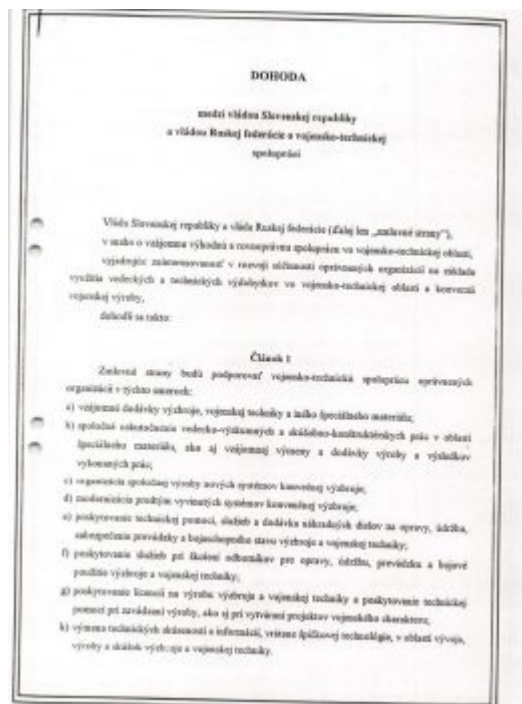 DOHODA
medzi vládou Slovenskej republiky
a vládou Ruskej federácie o vojensko-technickej
spolupráci
Vláda Slovenskej republiky a vláda Ruskej federácie (ďalej len „zmluvné strany“),
v snahe o vzájomne výhodnú a rovnoprávnu spoluprácu vo vojensko-technickej oblasti,
vyjadrujúc zainteresovanosť v rozvoji súčinnosti oprávnených organizácií na základe
využitia vedeckých a technických výsledkov vo vojensko-technickej oblasti a konverzii
vojenskej výroby,
dohodli sa takto:
Článok 1
Zmluvné strany budú podporovať vojensko-technickú spoluprácu oprávnených
organizácií v týchto smeroch:
a) vzájomné dodávky výzbroje, vojenskej techniky a iného špeciálneho materiálu;
b) spoločné uskutočnenie vedecko-výskumných a skúšobno-konštruktérskych prác v oblasti
špeciálneho materiálu, ako aj vzájomnej výmeny a dodávky výroby a výsledkov
vykonaných prác;
c) organizácia spoločnej výroby nových systémov konvenčnej výzbroje;
d) modernizácia predtým vyvinutých systémov konvenčnej výzbroje;
e) poskytovanie technickej pomoci, služieb a dodávka náhradných dielov na opravy, údržbu,
zabezpečenia prevádzky a bojaschopného stavu výzbroje a vojenskej techniky;
f) poskytovanie služieb pri školení odborníkov pre opravy, údržbu, prevádzku a bojové
použitie výzbroje a vojenskej techniky;
g) poskytovanie licencií na výrobu výzbroje a vojenskej techniky a poskytovanie technickej
pomoci pri zavádzaní výroby, ako aj pri vytváraní projektov vojenského charakteru;
h) výmena technických skúseností a informácií, vrátane špičkovej technológie, v oblasti vývoja,
výroby a skúšok výzbroje a vojenskej techniky.